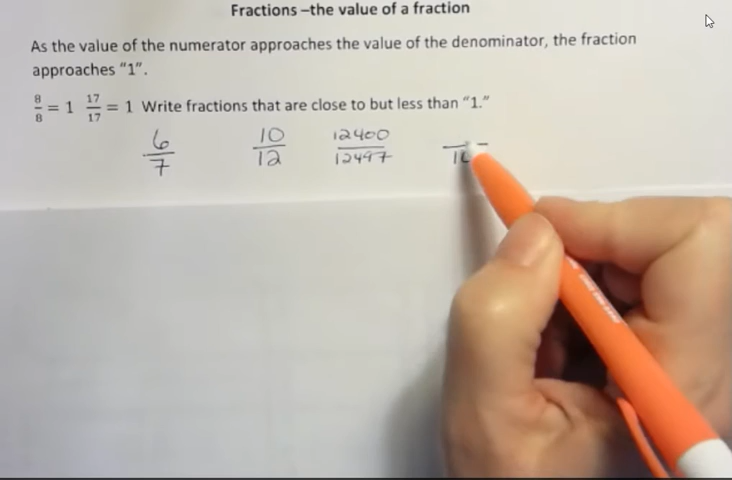 Fractions –the value of a fraction
As the value of the numerator approaches the value of the denominator, the fraction
approaches “1”.
8/8 = 1 17/17 = 1 Write fractions that are close to but less than “1.”
6/7 10/12 12400/12497